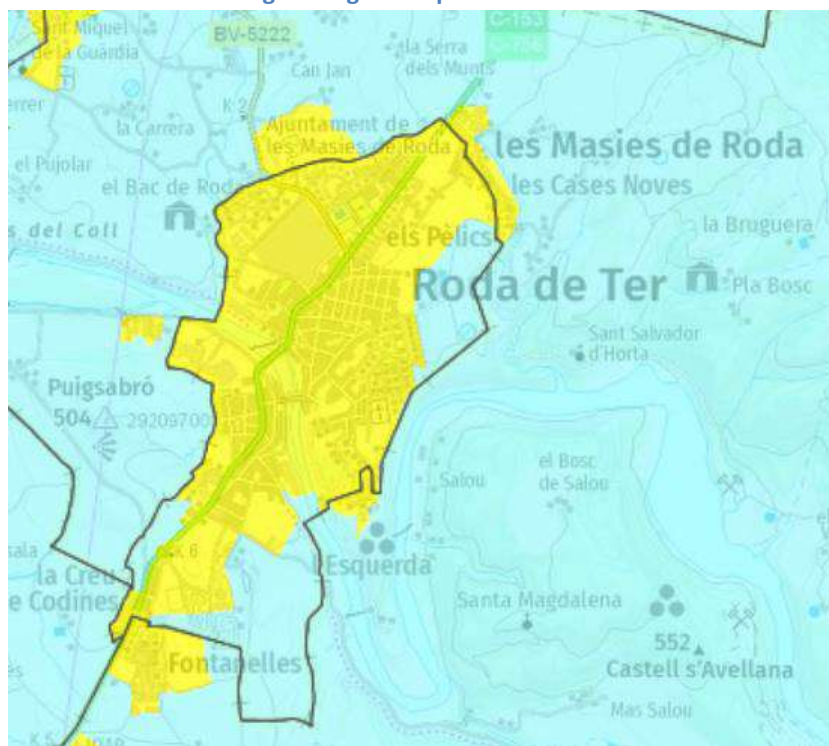 Sant Miquel
de la Guàrdia
BV-5222
C-153
la Serra
dels Munts
Can Jan
K 2
la Carrera
Ajuntament de
les Masies de Roda
les Masies de Roda
el Pujolar
el Bac de Roda
les Cases Noves
la Bruguera
s del Coll
els Pèlics
Roda de Ter
Pla Bosc
Sant Salvador
d'Horta
Puigsabró
504
29209700
Salou
el Bosc
de Salou
K 6
la Creu
e Codines
l'Esquerda
Santa Magdalena
552
Castell s'Avellana
Fontanelles
Mas Salou
K 5